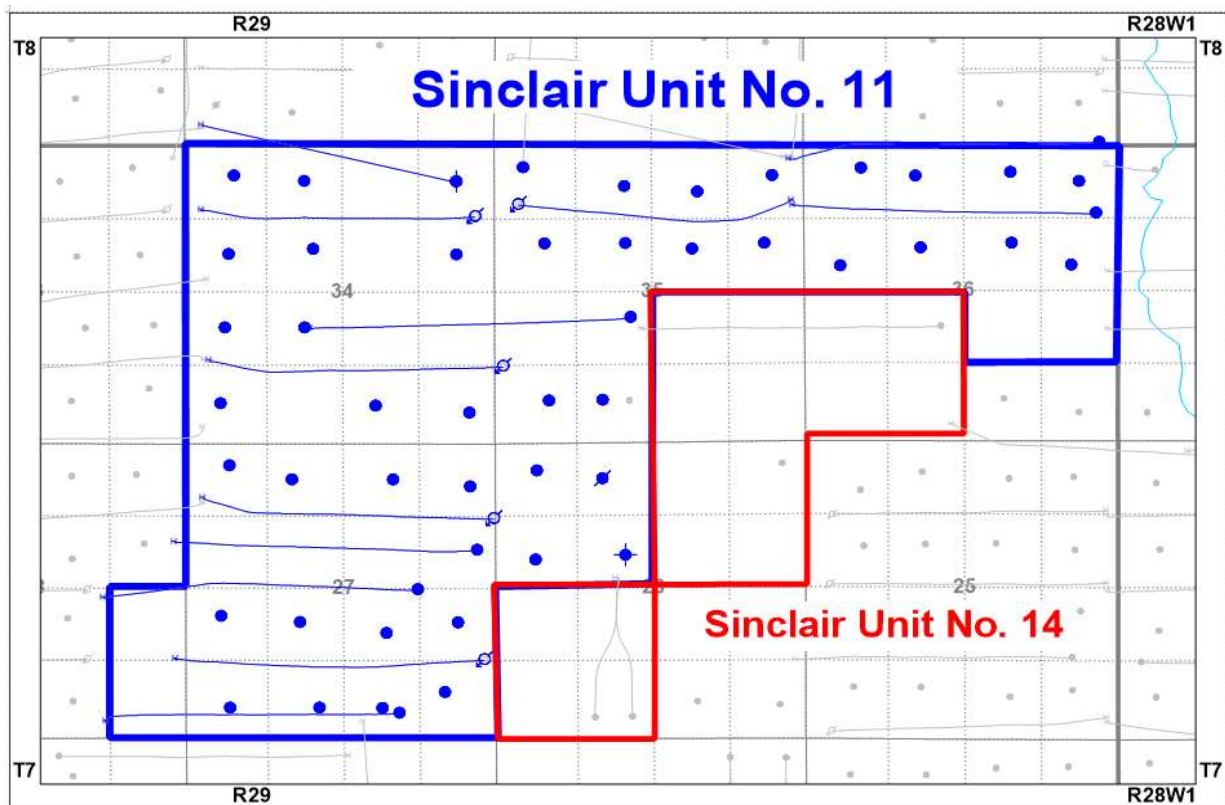 R29 R28W1
T8 T8
Sinclair Unit No. 11
34 35 36
27 26 25
Sinclair Unit No. 14
T7 T7
R29 R28W1